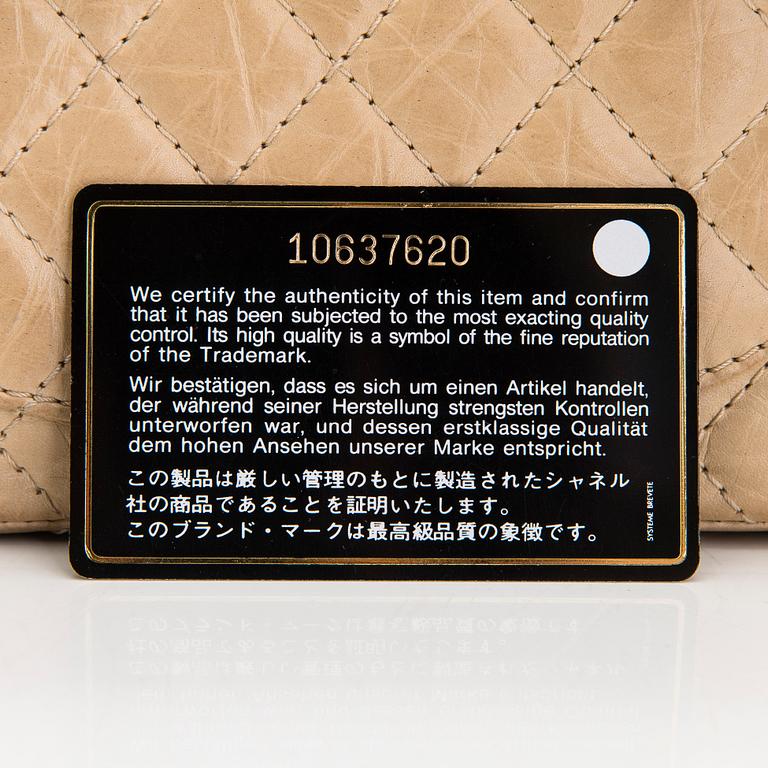 10637620
We certify the authenticity of this item and confirm
that it has been subjected to the most exacting quality
control. Its high quality is a symbol of the fine reputation
of the Trademark.
Wir bestätigen, dass es sich um einen Artikel handelt,
der während seiner Herstellung strengsten Kontrollen
unterworfen war, und dessen erstklassige Qualität
dem hohen Ansehen unserer Marke entspricht.
この製品は厳しい管理のもとに製造されたシャネル
社の商品であることを証明いたします。
このブランド・マークは最高級品質の象徴です。
SYSTEME BREVETE